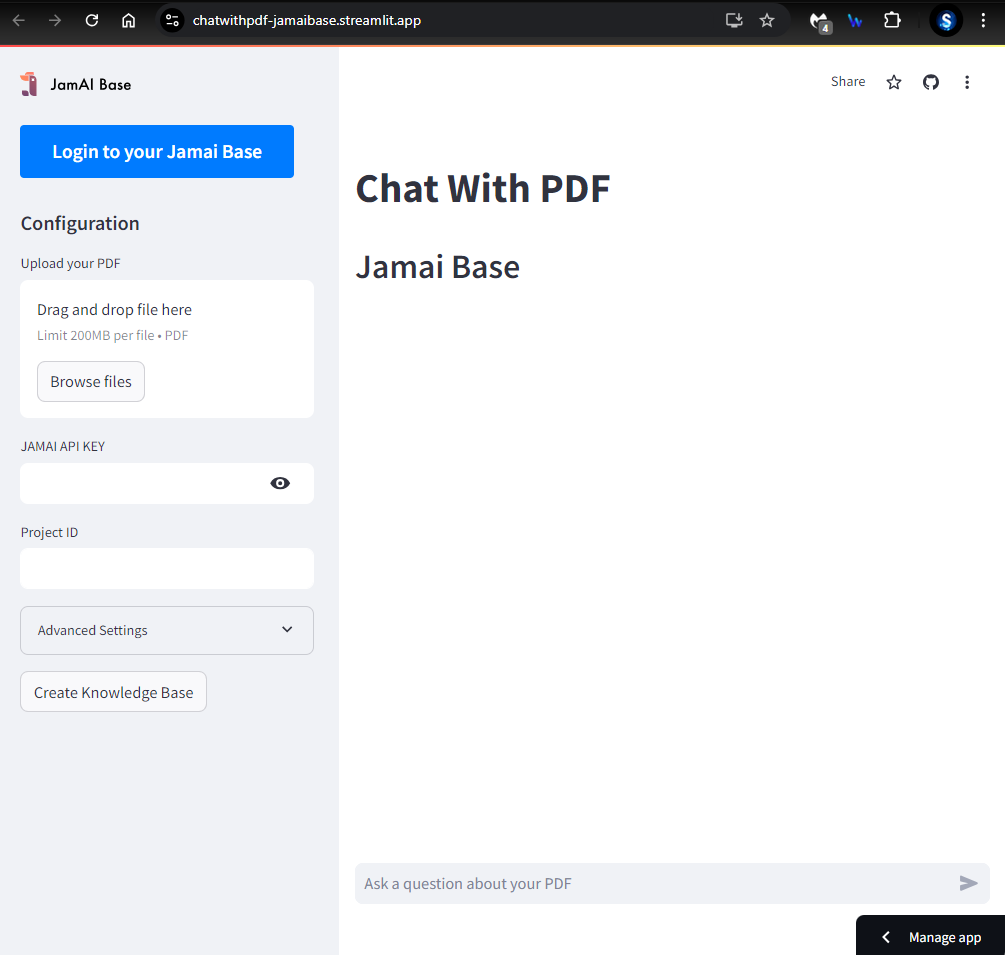 chatwithpdf-jamaibase.streamlit.app
4
S
JamAI Base
Share
Login to your Jamai Base
Chat With PDF
Configuration
Jamai Base
Upload your PDF
Drag and drop file here
Limit 200MB per file • PDF
Browse files
JAMAI API KEY
Project ID
Advanced Settings
Create Knowledge Base
Ask a question about your PDF
Manage app